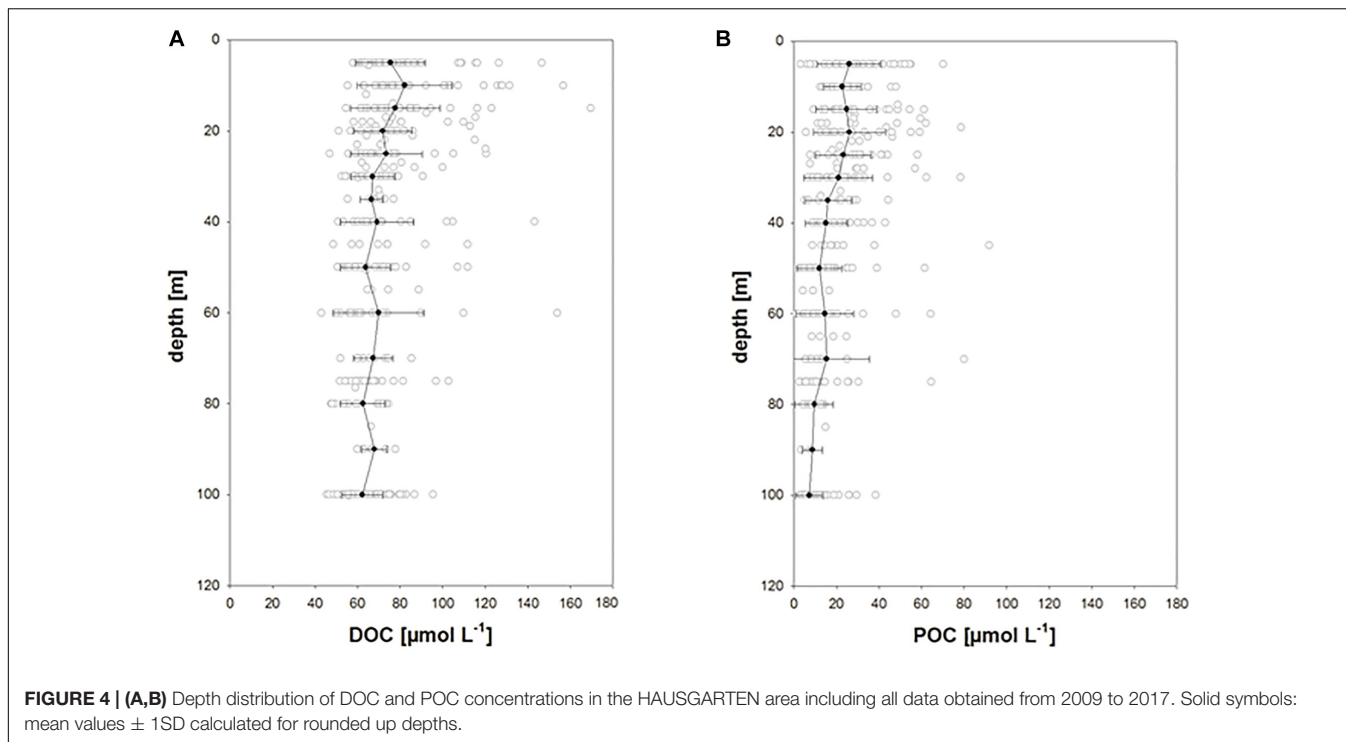 A
0
20
40
60
80
100
120
depth [m]
0 20 40 60 80 100 120 140 160 180
DOC [µmol L-1]
B
0
20
40
60
80
100
120
depth [m]
0 20 40 60 80 100 120 140 160 180
POC [µmol L-1]
FIGURE 4 | (A,B) Depth distribution of DOC and POC concentrations in the HAUSGARTEN area including all data obtained from 2009 to 2017. Solid symbols:
mean values ± 1SD calculated for rounded up depths.